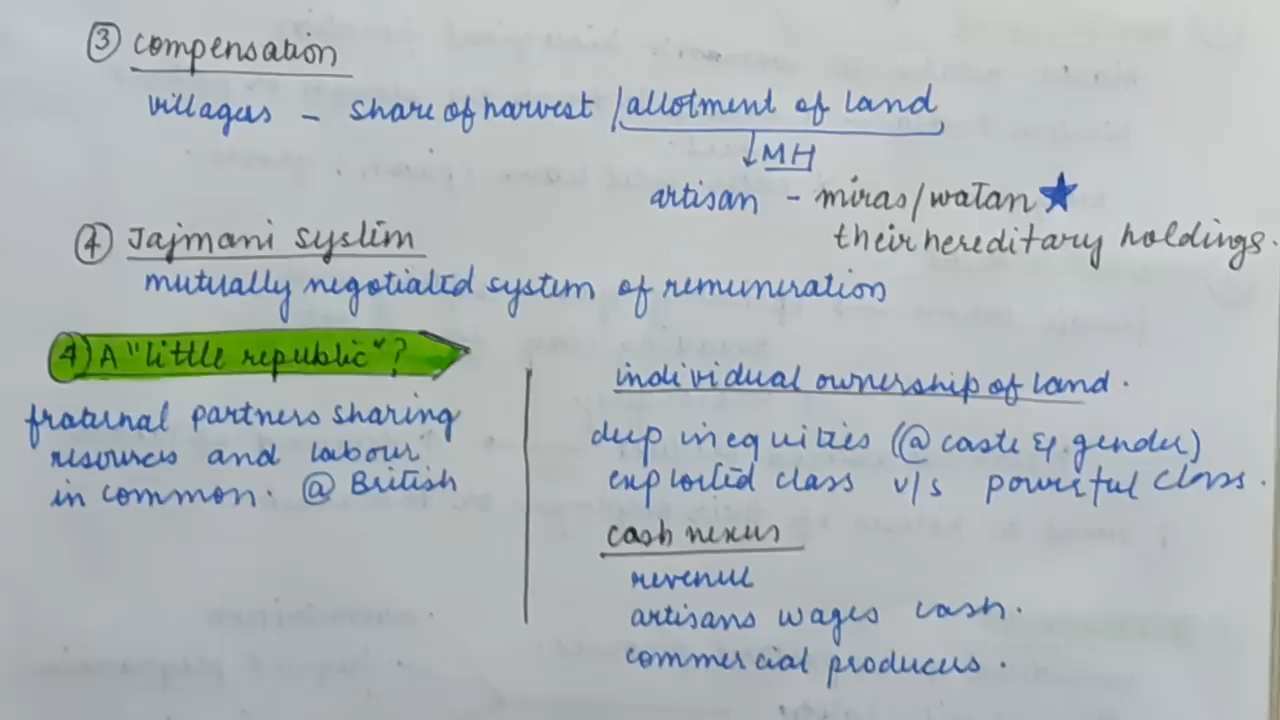 ③ compensation
villagers - share of harvest / allotment of land
↓ MH
artisan - miras/watan ★
their hereditary holdings.
④ Jajmani system
mutually negotiated system of remuneration
4) A "little republic"?
fraternal partners sharing
resources and labour
in common. @ British
individual ownership of land.
deep inequities (@ caste & gender)
exploited class v/s powerful class.
cash nexus
revenue
artisans wages cash.
commercial producers.